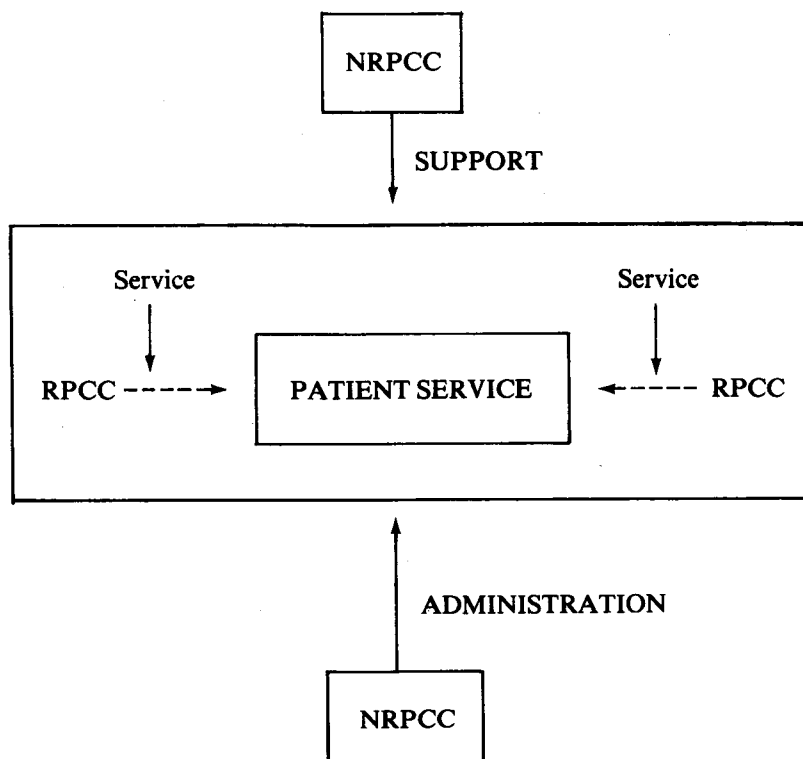 NRPCC
SUPPORT
Service
Service
RPCC
PATIENT SERVICE
RPCC
ADMINISTRATION
NRPCC